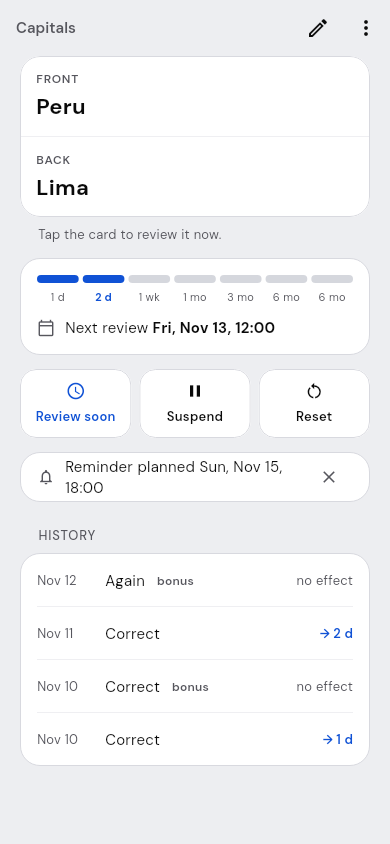 Capitals
FRONT
Peru
BACK
Lima
Tap the card to review it now.
1 d 2 d 1 wk 1 mo 3 mo 6 mo 6 mo
Next review Fri, Nov 13, 12:00
Review soon Suspend Reset
Reminder planned Sun, Nov 15,
18:00
HISTORY
Nov 12 Again bonus no effect
Nov 11 Correct → 2 d
Nov 10 Correct bonus no effect
Nov 10 Correct → 1 d